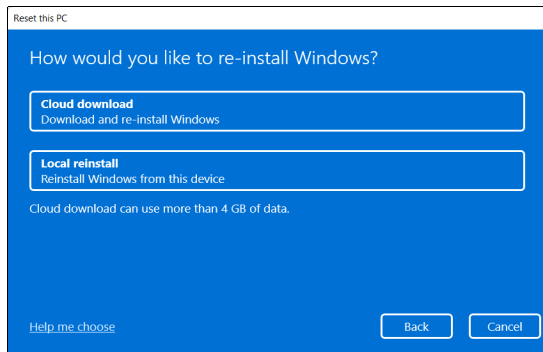 Reset this PC
How would you like to re-install Windows?
Cloud download
Download and re-install Windows
Local reinstall
Reinstall Windows from this device
Cloud download can use more than 4 GB of data.
Help me choose
Back
Cancel